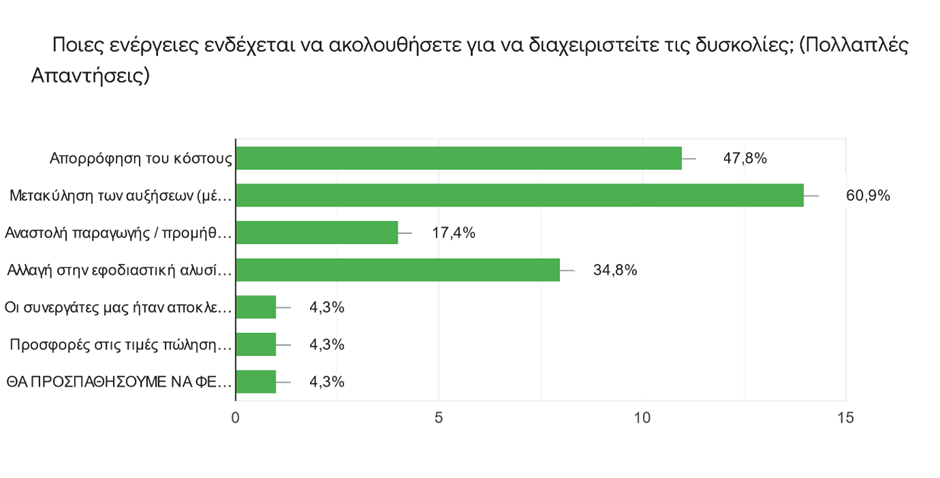 Ποιες ενέργειες ενδέχεται να ακολουθήσετε για να διαχειριστείτε τις δυσκολίες; (Πολλαπλές
Απαντήσεις)
Απορρόφηση του κόστους
47,8%
Μετακύληση των αυξήσεων (μέ…
60,9%
Αναστολή παραγωγής / προμήθ…
17,4%
Αλλαγή στην εφοδιαστική αλυσί…
34,8%
Οι συνεργάτες μας ήταν αποκλε…
4,3%
Προσφορές στις τιμές πώληση…
4,3%
ΘΑ ΠΡΟΣΠΑΘΗΣΟΥΜΕ ΝΑ ΦΕ…
4,3%
0 5 10 15